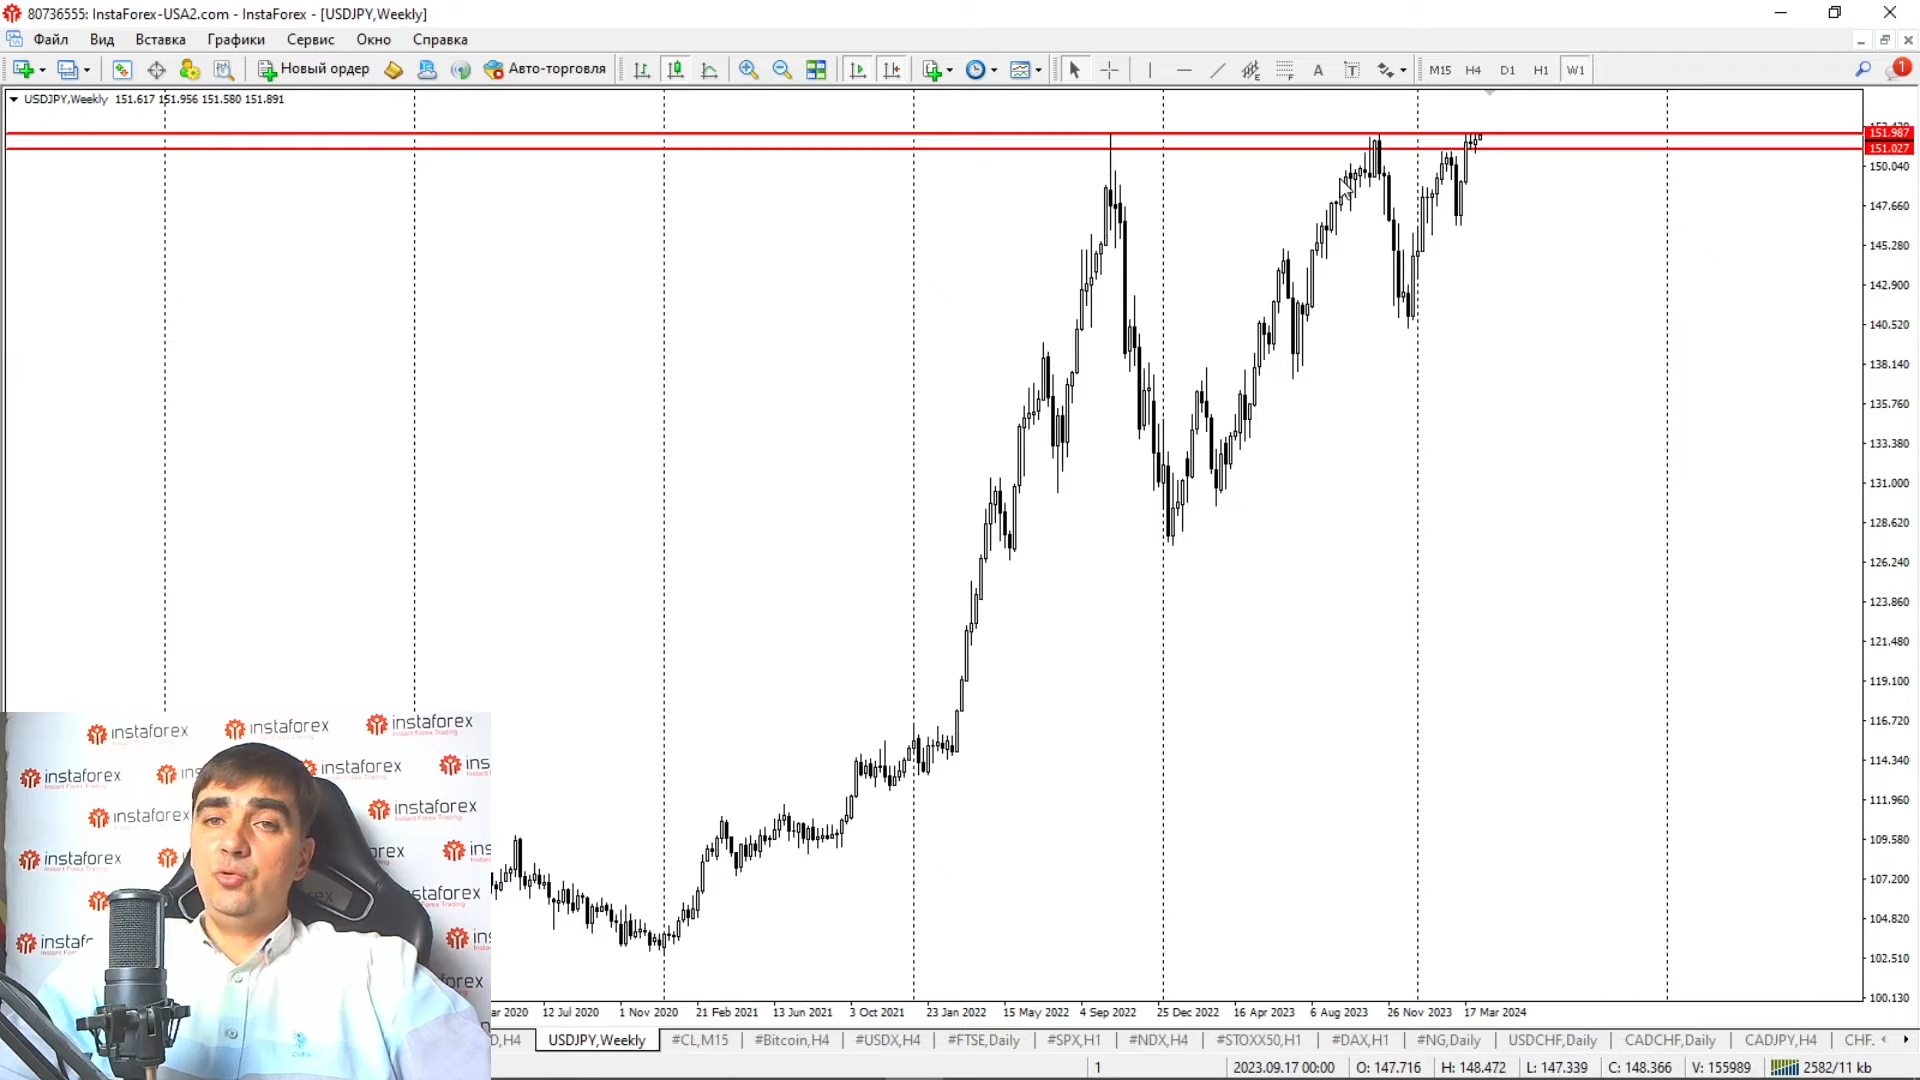 80736555: InstaForex-USA2.com - InstaForex - [USDJPY,Weekly]
Файл Вид Вставка Графики Сервис Окно Справка
Новый ордер Авто-торговля A T M15 H4 D1 H1 W1 1
USDJPY,Weekly 151.617 151.956 151.580 151.891
151.987
151.027
150.040
147.660
145.280
142.900
140.520
138.140
135.760
133.380
131.000
128.620
126.240
123.860
121.480
119.100
116.720
114.340
111.960
109.580
107.200
104.820
102.510
100.130
instaforex instaforex instaforex
Instant Forex Trading
instaforex instaforex
instaforex instaforex
instaforex
instaforex
12 Jul 2020 1 Nov 2020 21 Feb 2021 13 Jun 2021 3 Oct 2021 23 Jan 2022 15 May 2022 4 Sep 2022 25 Dec 2022 16 Apr 2023 6 Aug 2023 26 Nov 2023 17 Mar 2024
USDJPY,Weekly #CL,M15 #Bitcoin,H4 #USDX,H4 #FTSE,Daily #SPX,H1 #NDX,H4 #STOXX50,H1 #DAX,H1 #NG,Daily USDCHF,Daily CADCHF,Daily CADJPY,H4 CHF
1 2023.09.17 00:00 O: 147.716 H: 148.472 L: 147.339 C: 148.366 V: 155989 2582/11 kb